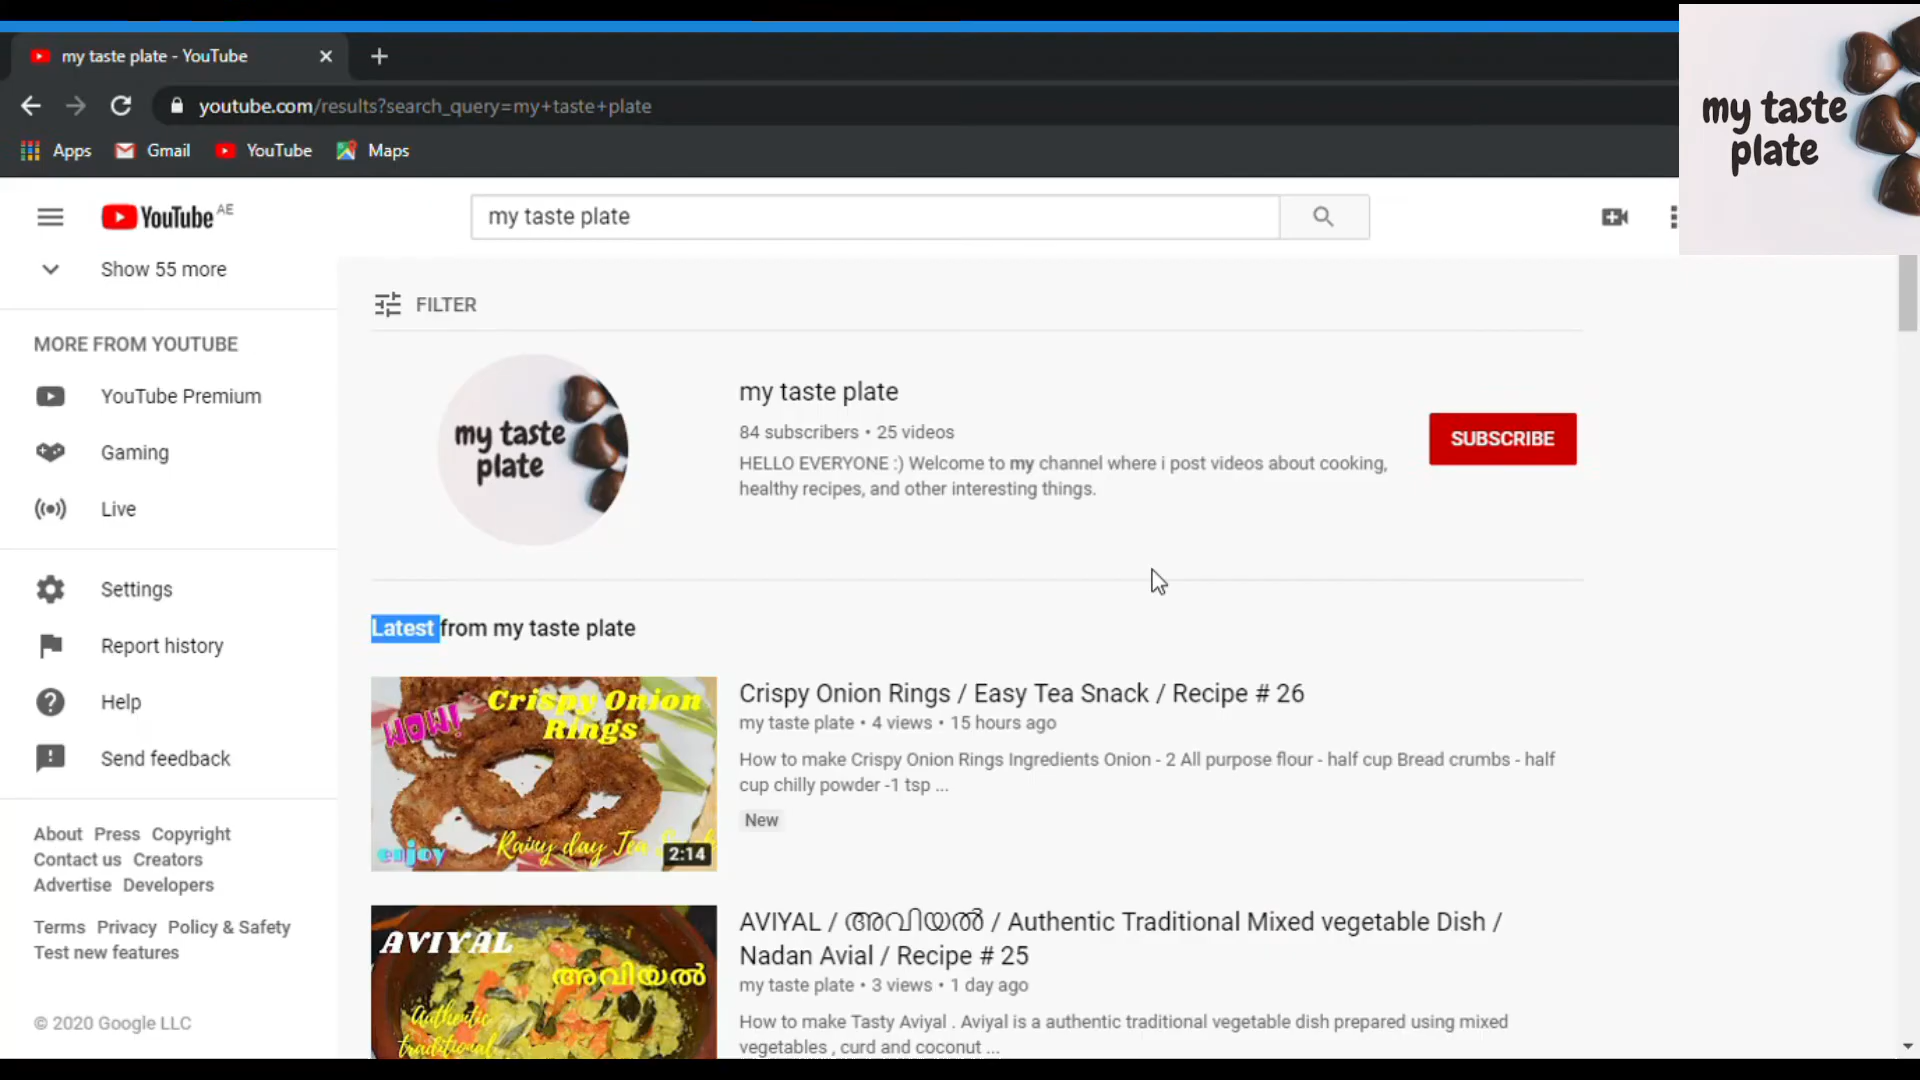 my taste plate - YouTube
youtube.com/results?search_query=my+taste+plate
Apps Gmail YouTube Maps
my taste
plate
YouTube AE
my taste plate
Show 55 more
MORE FROM YOUTUBE
YouTube Premium
Gaming
Live
Settings
Report history
Help
Send feedback
About Press Copyright
Contact us Creators
Advertise Developers
Terms Privacy Policy & Safety
Test new features
© 2020 Google LLC
FILTER
my taste
plate
my taste plate
84 subscribers • 25 videos
HELLO EVERYONE :) Welcome to my channel where i post videos about cooking,
healthy recipes, and other interesting things.
SUBSCRIBE
Latest from my taste plate
Crispy Onion
Rings
WOW!
enjoy
Rainy day Tea
2:14
Crispy Onion Rings / Easy Tea Snack / Recipe # 26
my taste plate • 4 views • 15 hours ago
How to make Crispy Onion Rings Ingredients Onion - 2 All purpose flour - half cup Bread crumbs - half
cup chilly powder -1 tsp ...
New
AVIYAL
അവിയൽ
Authentic
traditional
AVIYAL / അവിയൽ / Authentic Traditional Mixed vegetable Dish /
Nadan Avial / Recipe # 25
my taste plate • 3 views • 1 day ago
How to make Tasty Aviyal . Aviyal is a authentic traditional vegetable dish prepared using mixed
vegetables , curd and coconut ...